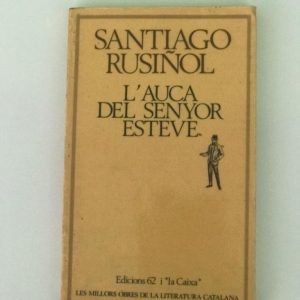 SANTIAGO
RUSIÑOL
L'AUCA
DEL SENYOR
ESTEVE
Edicions 62 i "la Caixa"
LES MILLORS OBRES DE LA LITERATURA CATALANA